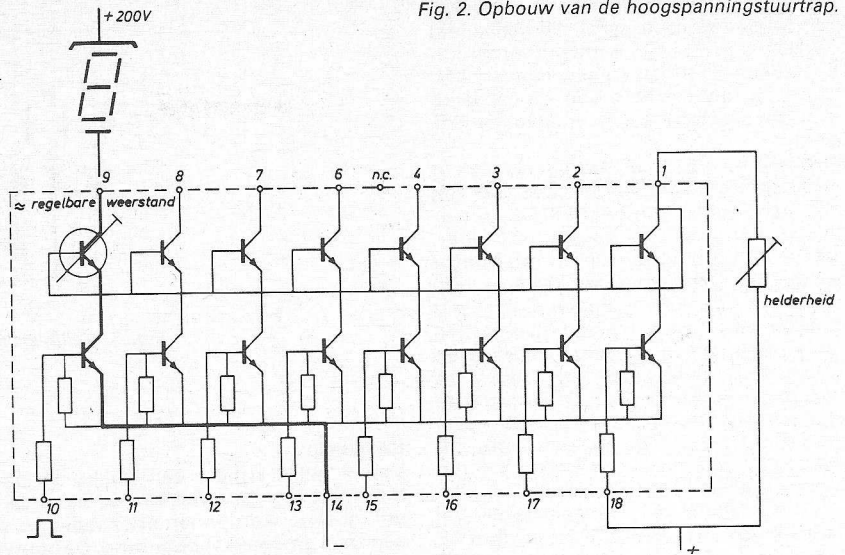 Fig. 2. Opbouw van de hoogspanningstuurtrap.
+200V
9 8 7 6 n.c. 4 3 2 1
≈ regelbare weerstand
helderheid
10 11 12 13 14 15 16 17 18
− +